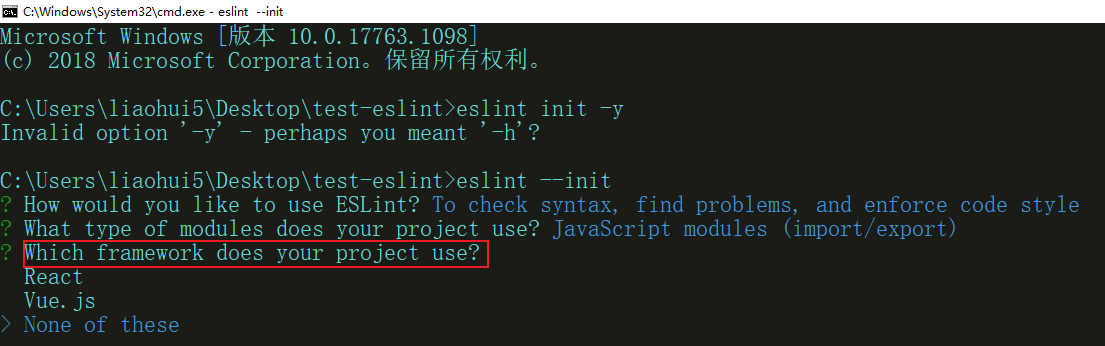 C:\Windows\System32\cmd.exe - eslint --init
Microsoft Windows [版本 10.0.17763.1098]
(c) 2018 Microsoft Corporation。保留所有权利。
C:\Users\liaohui5\Desktop\test-eslint>eslint init -y
Invalid option '-y' - perhaps you meant '-h'?
C:\Users\liaohui5\Desktop\test-eslint>eslint --init
? How would you like to use ESLint? To check syntax, find problems, and enforce code style
? What type of modules does your project use? JavaScript modules (import/export)
? Which framework does your project use?
React
Vue.js
> None of these